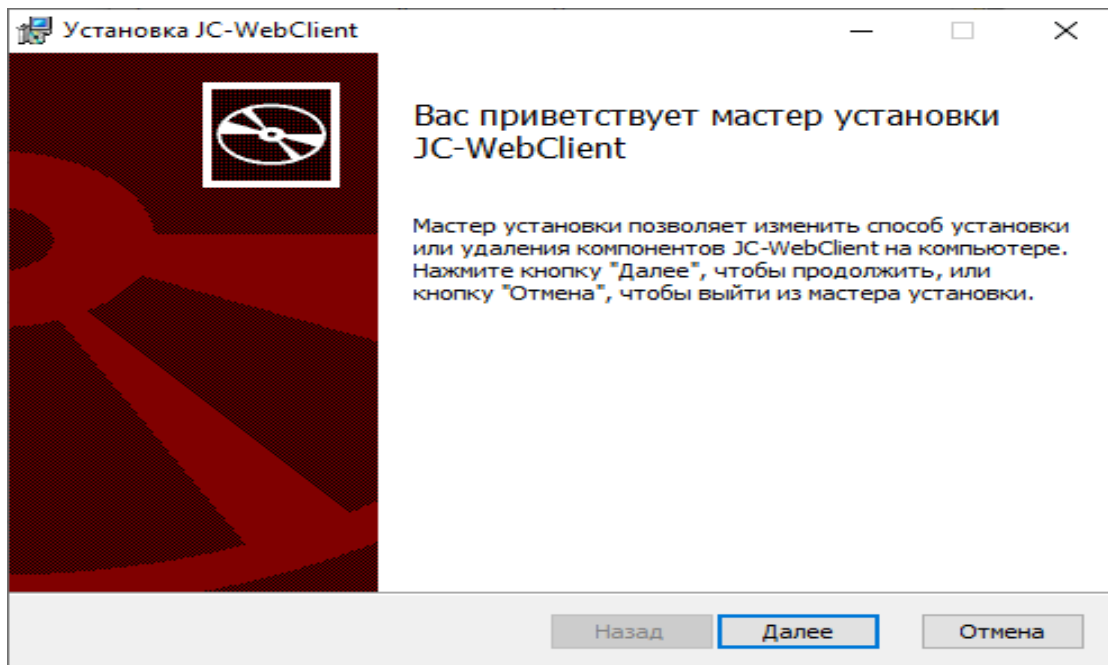 Установка JC-WebClient
Вас приветствует мастер установки
JC-WebClient
Мастер установки позволяет изменить способ установки
или удаления компонентов JC-WebClient на компьютере.
Нажмите кнопку "Далее", чтобы продолжить, или
кнопку "Отмена", чтобы выйти из мастера установки.
Назад Далее Отмена